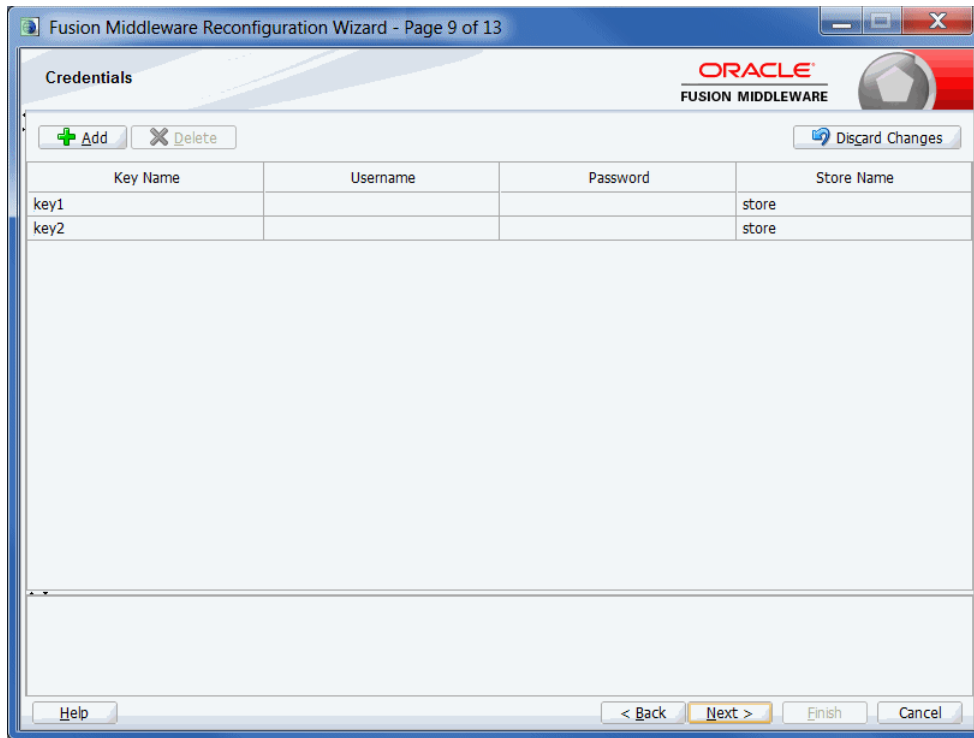 Fusion Middleware Reconfiguration Wizard - Page 9 of 13
Credentials
ORACLE
FUSION MIDDLEWARE
Add Delete Discard Changes
Key Name Username Password Store Name
key1 store
key2 store
Help < Back Next > Finish Cancel